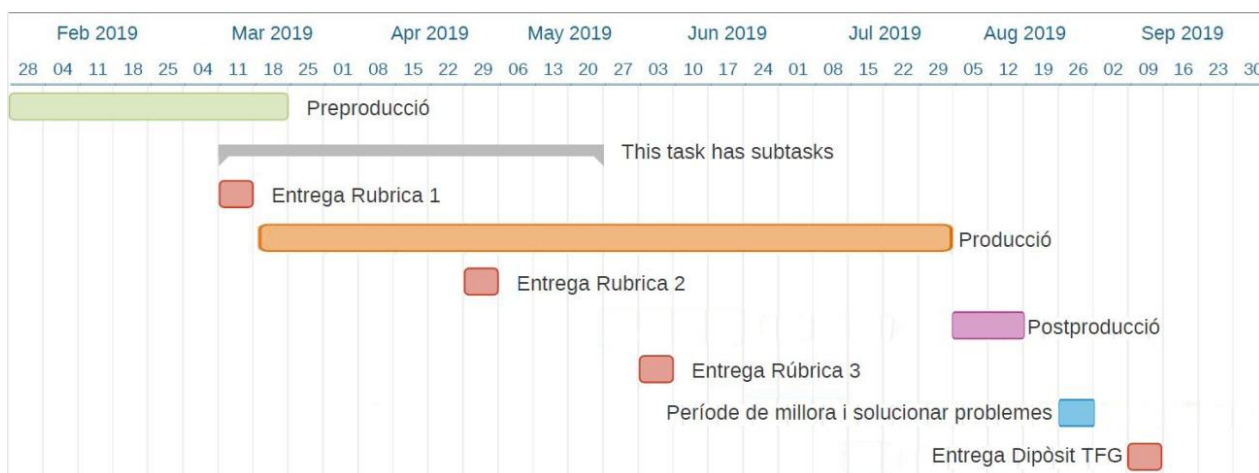 Feb 2019 Mar 2019 Apr 2019 May 2019 Jun 2019 Jul 2019 Aug 2019 Sep 2019
28 04 11 18 25 04 11 18 25 01 08 15 22 29 06 13 20 27 03 10 17 24 01 08 15 22 29 05 12 19 26 02 09 16 23 30
Preproducció
This task has subtasks
Entrega Rubrica 1
Producció
Entrega Rubrica 2
Postproducció
Entrega Rúbrica 3
Període de millora i solucionar problemes
Entrega Dipòsit TFG